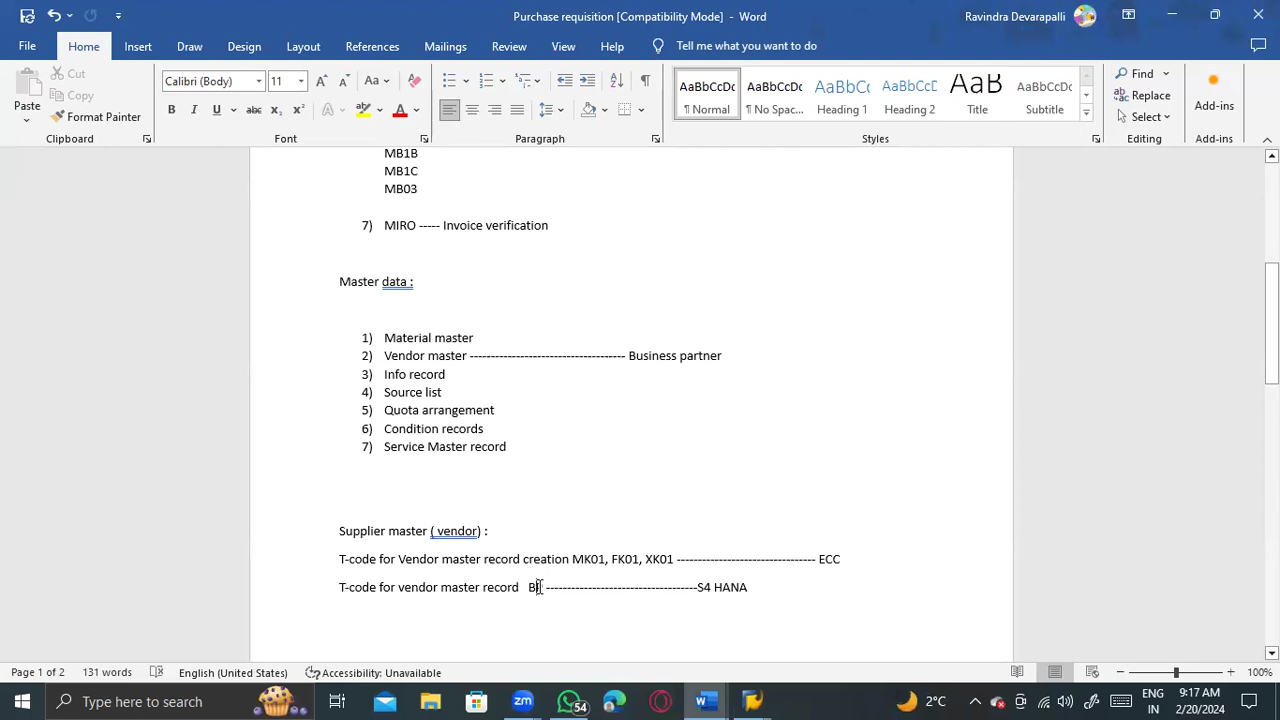 Purchase requisition [Compatibility Mode] - Word
Ravindra Devarapalli
File Home Insert Draw Design Layout References Mailings Review View Help Tell me what you want to do
Cut
Copy
Paste
Format Painter
Clipboard
Calibri (Body) 11
Font
Paragraph
AaBbCcDc AaBbCcDc AaBbCcDc AaBbCcD AaB AaBbCcD
¶ Normal ¶ No Spac... Heading 1 Heading 2 Title Subtitle
Styles
Find
Replace
Select
Editing
Add-ins
Add-ins
MB1B
MB1C
MB03
7) MIRO ----- Invoice verification
Master data :
1) Material master
2) Vendor master ------------------------------------- Business partner
3) Info record
4) Source list
5) Quota arrangement
6) Condition records
7) Service Master record
Supplier master ( vendor) :
T-code for Vendor master record creation MK01, FK01, XK01 --------------------------------- ECC
T-code for vendor master record ------------------------------------S4 HANA
Page 1 of 2 131 words English (United States) Accessibility: Unavailable 100%
Type here to search
zm
54
2°C
ENG
IN
9:17 AM
2/20/2024